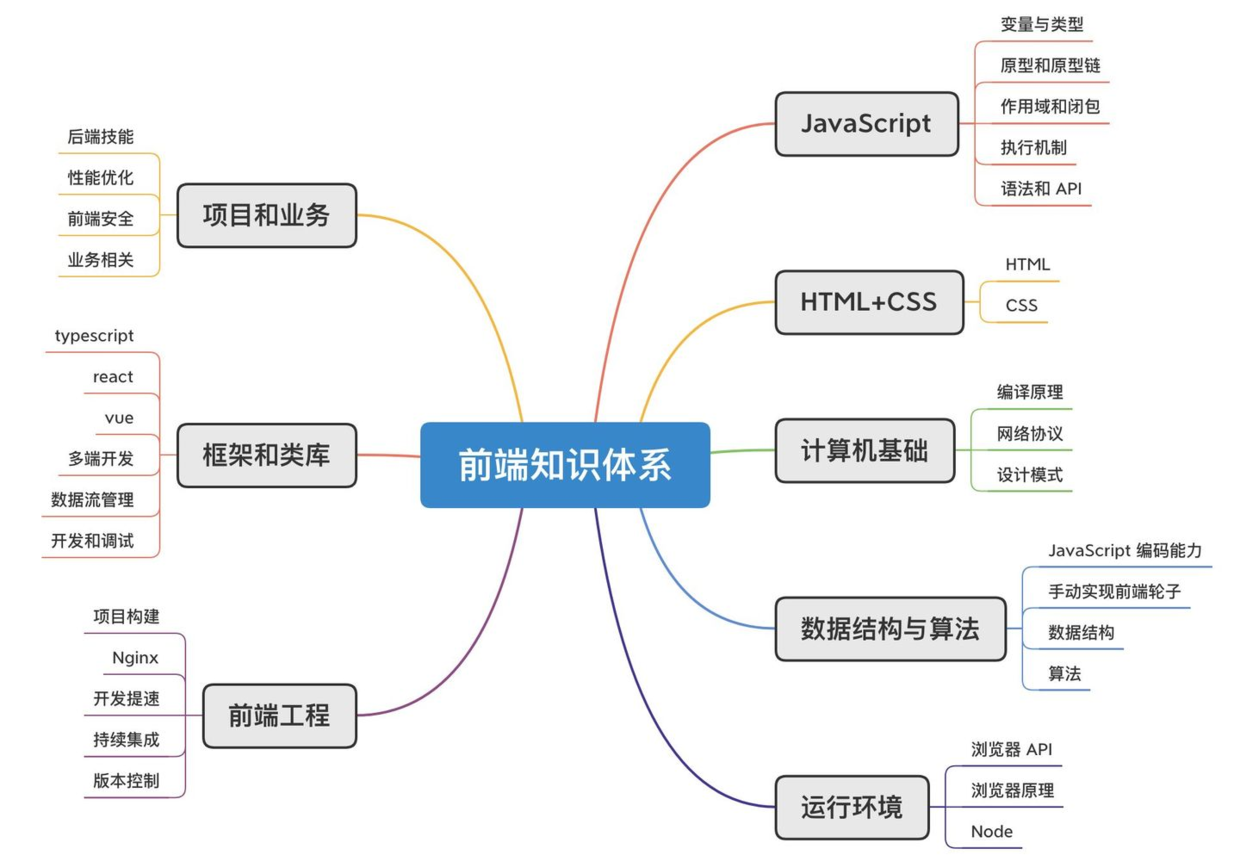 前端知识体系
JavaScript
变量与类型
原型和原型链
作用域和闭包
执行机制
语法和 API
HTML+CSS
HTML
CSS
计算机基础
编译原理
网络协议
设计模式
数据结构与算法
JavaScript 编码能力
手动实现前端轮子
数据结构
算法
运行环境
浏览器 API
浏览器原理
Node
项目和业务
后端技能
性能优化
前端安全
业务相关
框架和类库
typescript
react
vue
多端开发
数据流管理
开发和调试
前端工程
项目构建
Nginx
开发提速
持续集成
版本控制